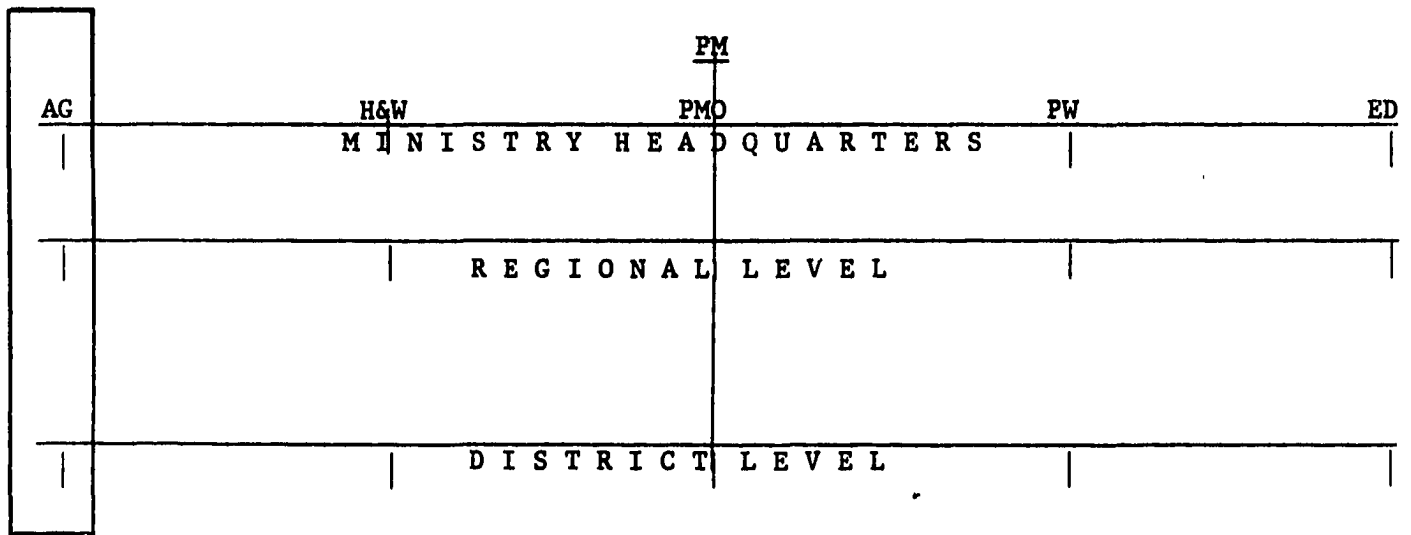 PM
AG H&W PMO PW ED
MINISTRY HEADQUARTERS
REGIONAL LEVEL
DISTRICT LEVEL